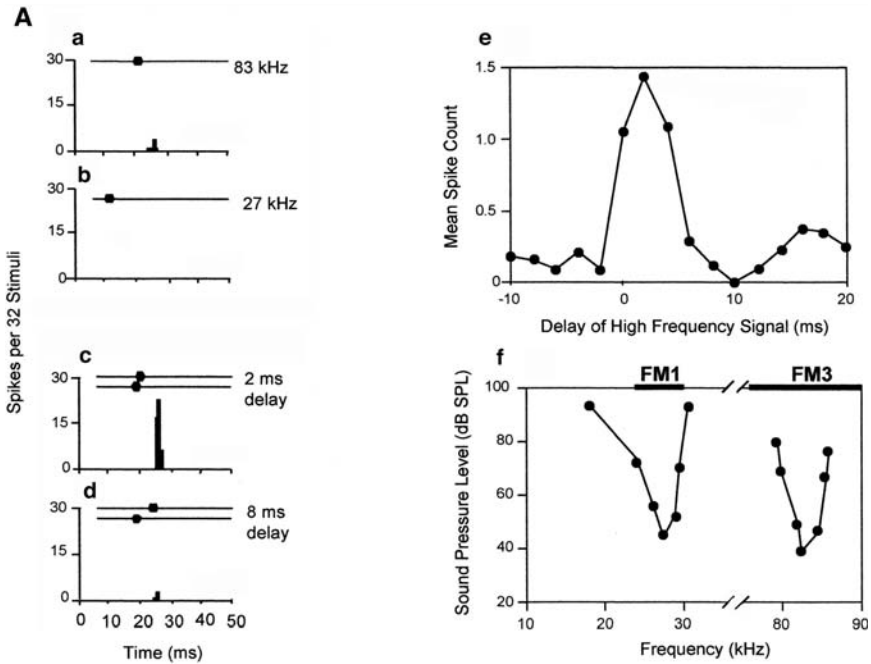 A
a
30
15
0
83 kHz
b
30
15
0
27 kHz
Spikes per 32 Stimuli
c
30
15
0
2 ms
delay
d
30
15
0
8 ms
delay
0 10 20 30 40 50
Time (ms)
e
1.5
1.0
0.5
0
Mean Spike Count
-10 0 10 20
Delay of High Frequency Signal (ms)
f
FM1 FM3
100
80
60
40
20
Sound Pressure Level (dB SPL)
10 20 30 80 90
Frequency (kHz)